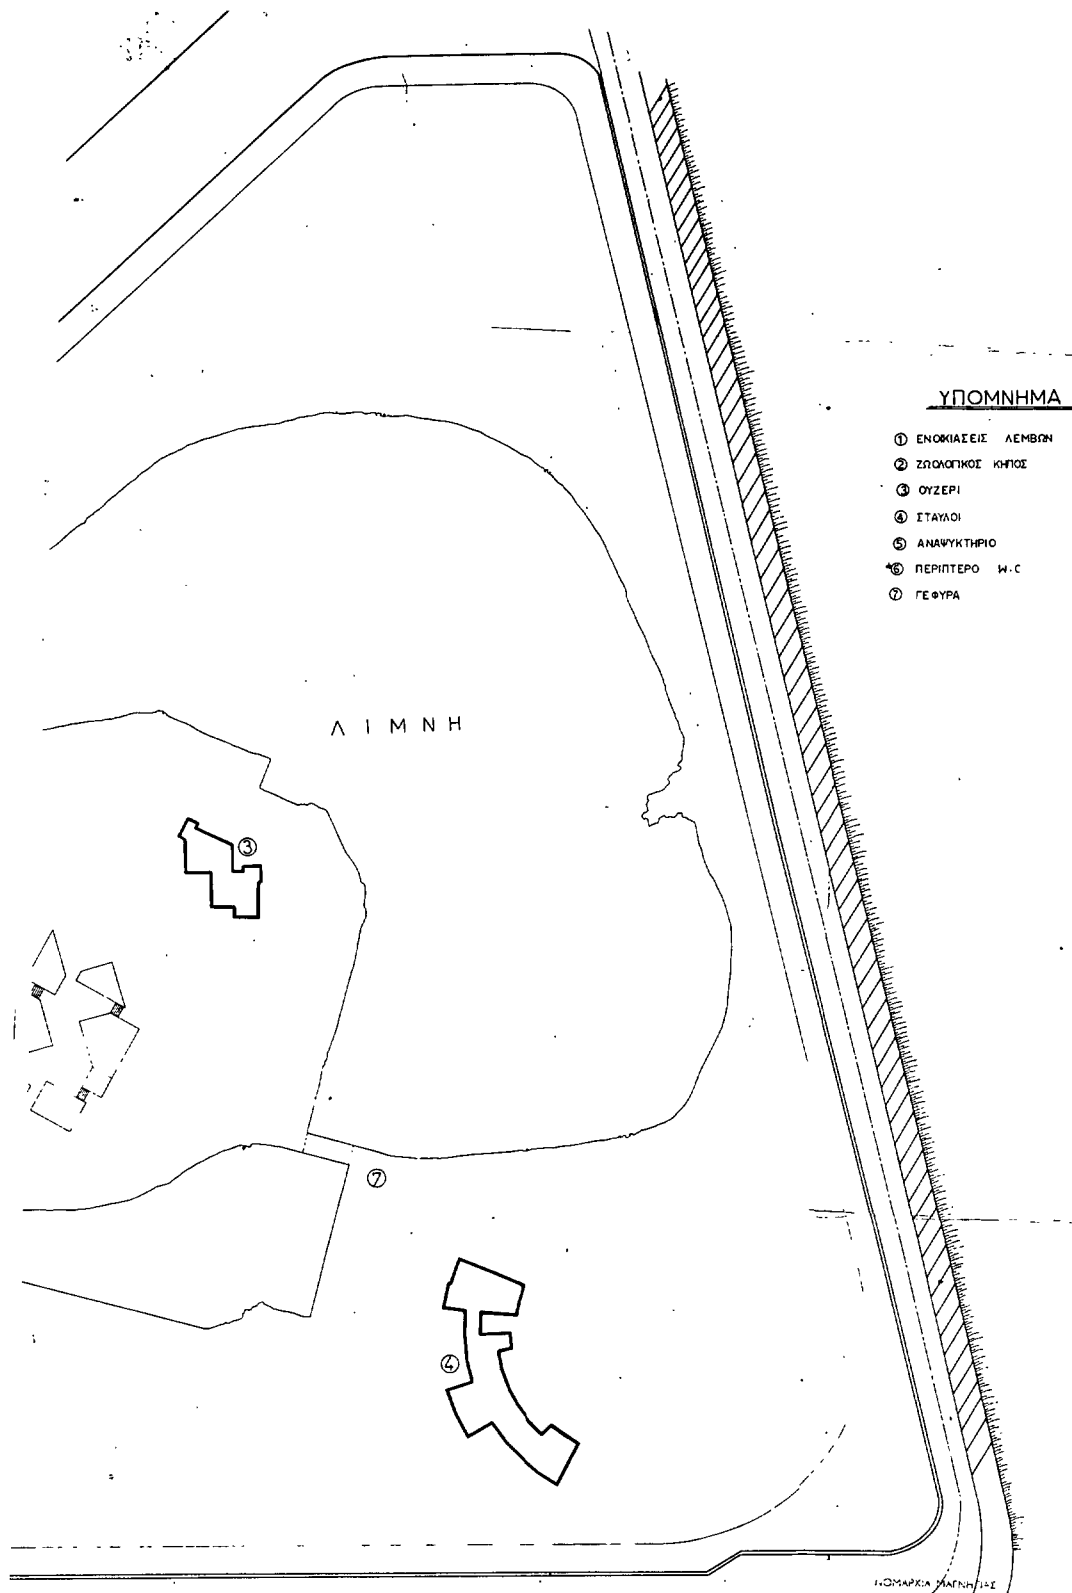 ΥΠΟΜΝΗΜΑ
① ΕΝΟΙΚΙΑΣΕΙΣ ΛΕΜΒΩΝ
② ΖΩΟΛΟΓΙΚΟΣ ΚΗΠΟΣ
③ ΟΥΖΕΡΙ
④ ΣΤΑΥΛΟΙ
⑤ ΑΝΑΨΥΚΤΗΡΙΟ
⑥ ΠΕΡΙΠΤΕΡΟ W.C
⑦ ΓΕΦΥΡΑ
ΛΙΜΝΗ
③
⑦
④
ΝΟΜΑΡΧΙΑ ΜΑΓΝΗΣΙΑΣ